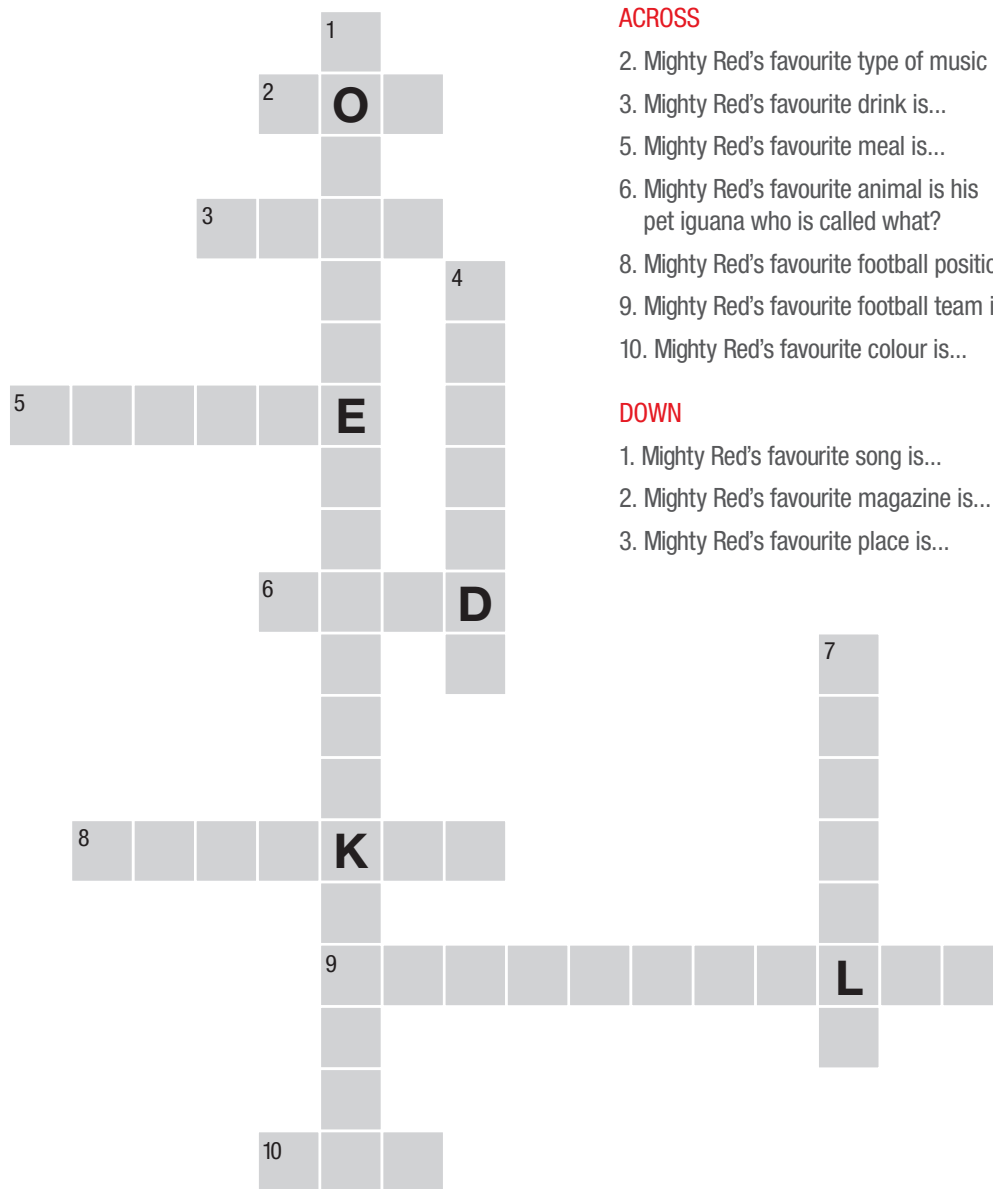 1
2 O
3
4
5 E
6 D
7
8 K
9 L
10
ACROSS
2. Mighty Red's favourite type of music
3. Mighty Red's favourite drink is...
5. Mighty Red's favourite meal is...
6. Mighty Red's favourite animal is his
pet iguana who is called what?
8. Mighty Red's favourite football
9. Mighty Red's favourite football team
10. Mighty Red's favourite colour is...
DOWN
1. Mighty Red's favourite song is...
2. Mighty Red's favourite magazine is...
3. Mighty Red's favourite place is...